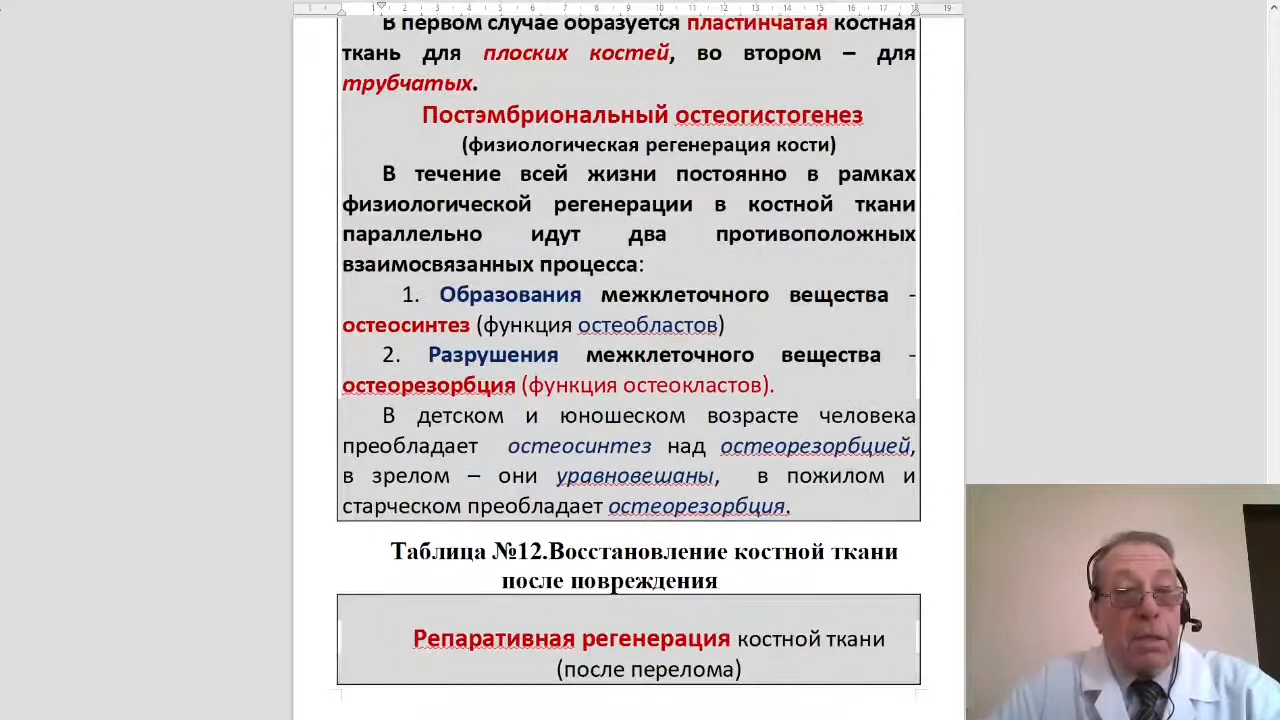 В первом случае образуется пластинчатая костная
ткань для плоских костей, во втором – для
трубчатых.
Постэмбриональный остеогистогенез
(физиологическая регенерация кости)
В течение всей жизни постоянно в рамках
физиологической регенерации в костной ткани
параллельно идут два противоположных
взаимосвязанных процесса:
1. Образования межклеточного вещества -
остеосинтез (функция остеобластов)
2. Разрушения межклеточного вещества -
остеорезорбция (функция остеокластов).
В детском и юношеском возрасте человека
преобладает остеосинтез над остеорезорбцией,
в зрелом – они уравновешаны, в пожилом и
старческом преобладает остеорезорбция.
Таблица №12.Восстановление костной ткани
после повреждения
Репаративная регенерация костной ткани
(после перелома)